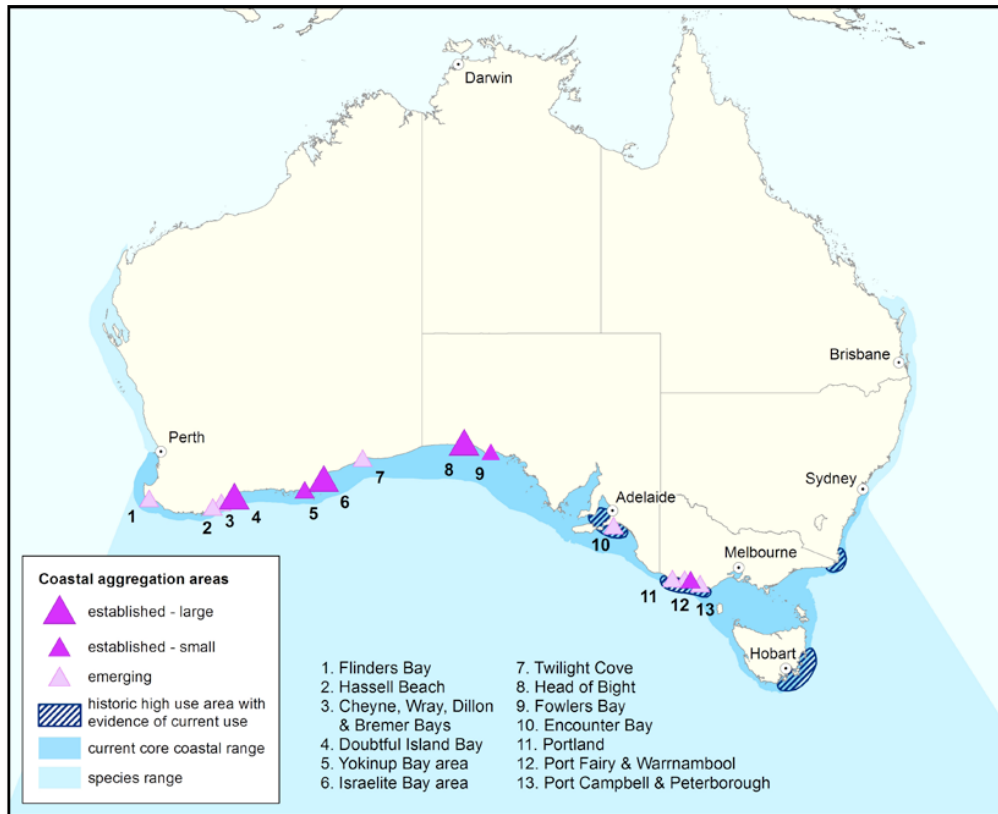 Darwin
Brisbane
Perth
Sydney
Adelaide
Melbourne
Hobart
1
2
3
4
5
6
7
8
9
10
11
12
13
Coastal aggregation areas
established - large
established - small
emerging
historic high use area with
evidence of current use
current core coastal range
species range
1. Flinders Bay
2. Hassell Beach
3. Cheyne, Wray, Dillon
& Bremer Bays
4. Doubtful Island Bay
5. Yokinup Bay area
6. Israelite Bay area
7. Twilight Cove
8. Head of Bight
9. Fowlers Bay
10. Encounter Bay
11. Portland
12. Port Fairy & Warrnambool
13. Port Campbell & Peterborough